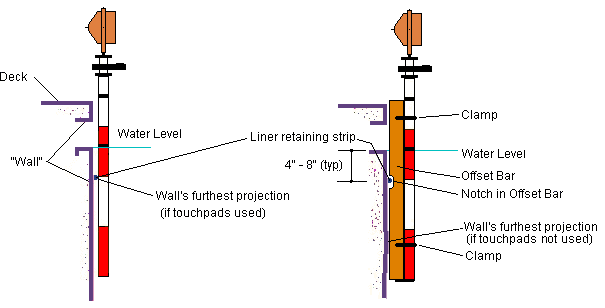 Deck
"Wall"
Water Level
Liner retaining strip
Wall's furthest projection
(if touchpads used)
4" - 8" (typ)
Clamp
Water Level
Offset Bar
Notch in Offset Bar
Wall's furthest projection
(if touchpads not used)
Clamp